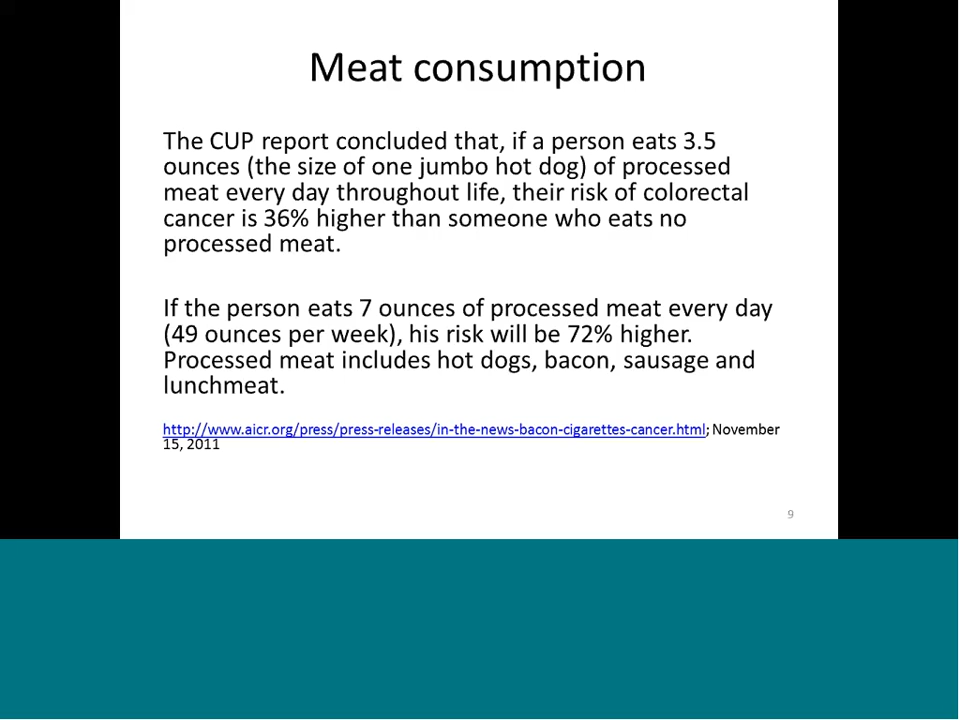 Meat consumption
The CUP report concluded that, if a person eats 3.5
ounces (the size of one jumbo hot dog) of processed
meat every day throughout life, their risk of colorectal
cancer is 36% higher than someone who eats no
processed meat.
If the person eats 7 ounces of processed meat every day
(49 ounces per week), his risk will be 72% higher.
Processed meat includes hot dogs, bacon, sausage and
lunchmeat.
http://www.aicr.org/press/press-releases/in-the-news-bacon-cigarettes-cancer.html; November
15, 2011
9